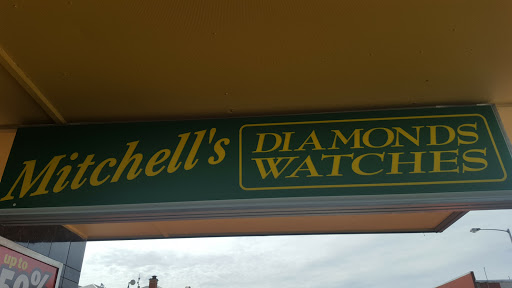 Mitchell's
DIAMONDS
WATCHES
up to
50%